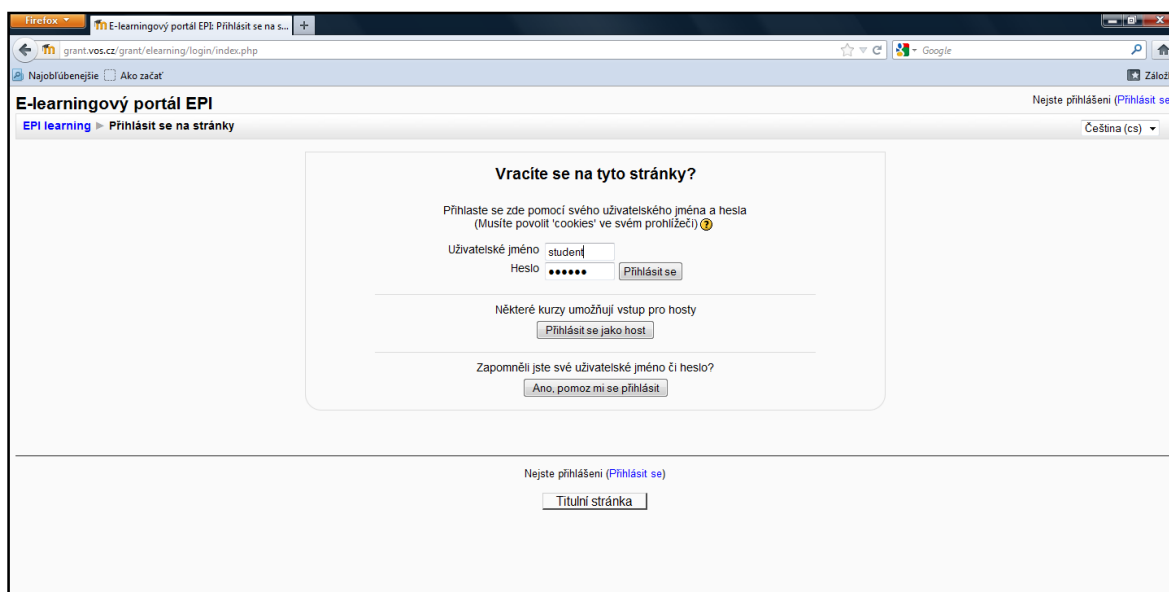 Firefox
E-learningový portál EPI: Přihlásit se na s...
grant.vos.cz/grant/elearning/login/index.php
Google
Najobľúbenejšie
Ako začať
Zálož
E-learningový portál EPI
Nejste přihlášeni (Přihlásit se
EPI learning ► Přihlásit se na stránky
Čeština (cs)
Vracíte se na tyto stránky?
Přihlaste se zde pomocí svého uživatelského jména a hesla
(Musíte povolit 'cookies' ve svém prohlížeči)
Uživatelské jméno student
Heslo ●●●●●● Přihlásit se
Některé kurzy umožňují vstup pro hosty
Přihlásit se jako host
Zapomněli jste své uživatelské jméno či heslo?
Ano, pomoz mi se přihlásit
Nejste přihlášeni (Přihlásit se)
Titulní stránka